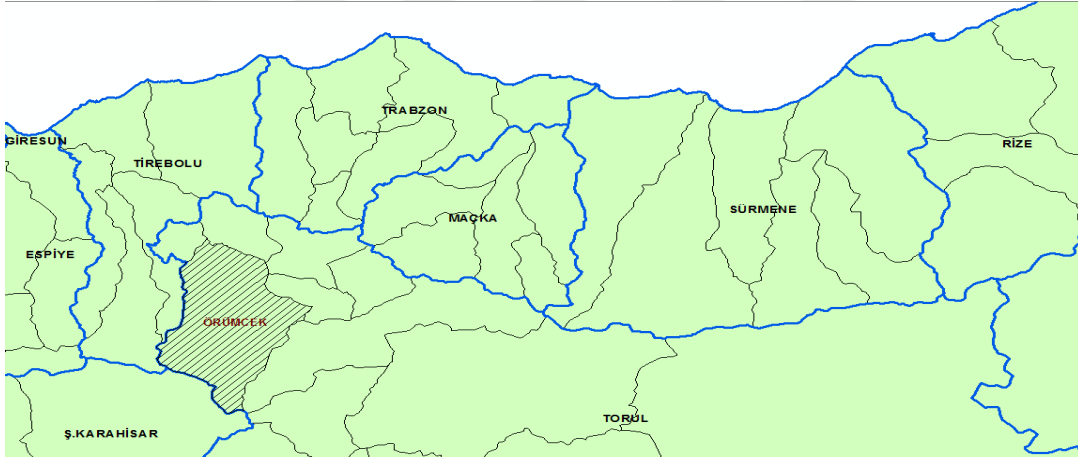 TRABZON
GİRESUN
RİZE
TİREBOLU
SÜRMENE
MAÇKA
ESPİYE
ÖRÜMCEK
TORUL
Ş.KARAHİSAR